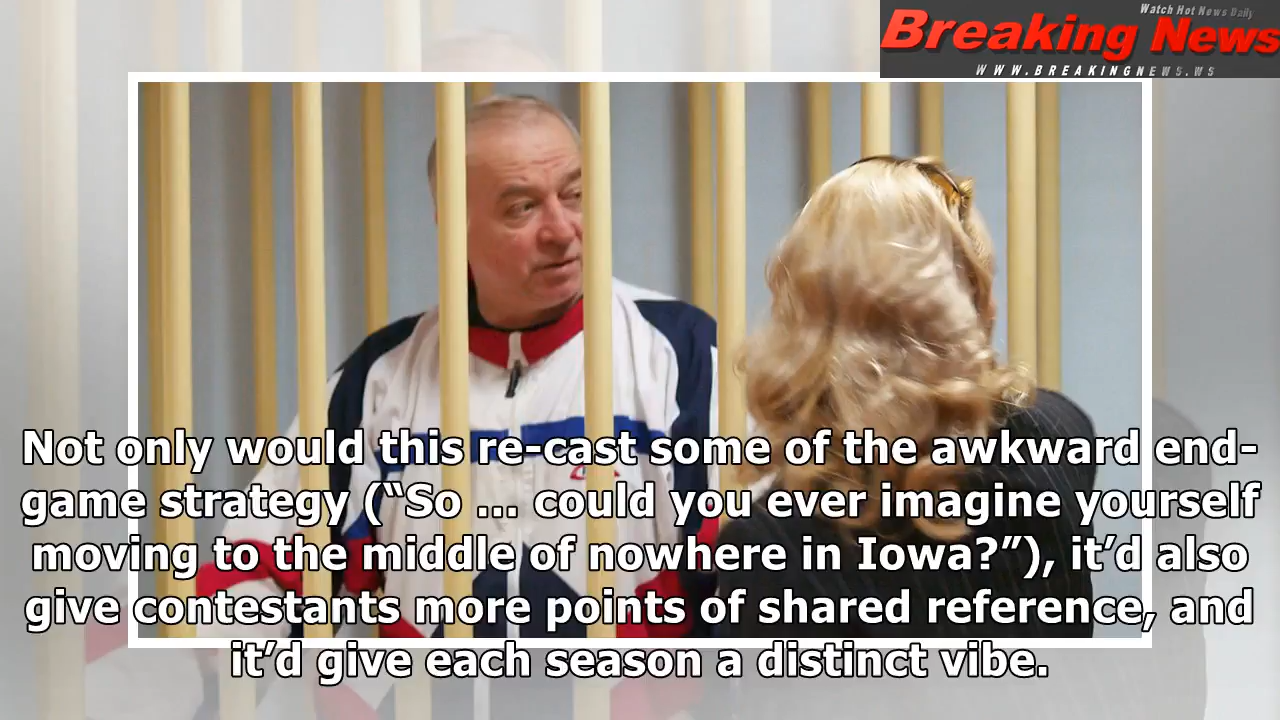 Watch Hot News Daily
Breaking News
WWW.BREAKINGNEWS.WS
Not only would this re-cast some of the awkward end-
game strategy (“So ... could you ever imagine yourself
moving to the middle of nowhere in Iowa?”), it’d also
give contestants more points of shared reference, and
it’d give each season a distinct vibe.